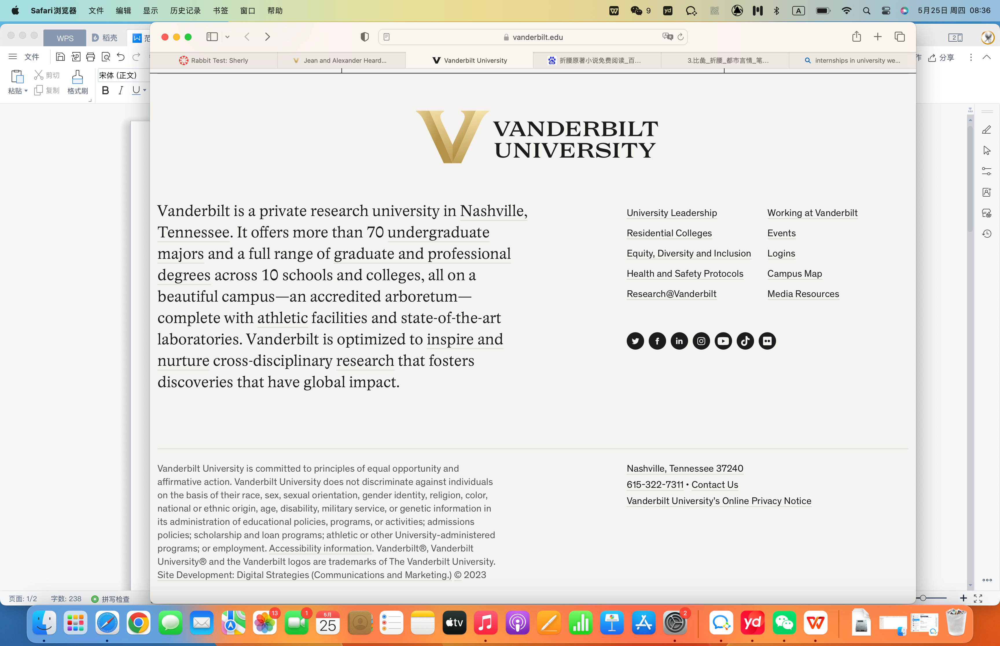 Safari浏览器 文件 编辑 显示 历史记录 书签 窗口 帮助
9 yd A 5月25日 周四 08:36
WPS 稻壳
vanderbilt.edu
2
文件
分享
Rabbit Test: Sherly
Jean and Alexander Heard...
Vanderbilt University
折腰原著小说免费阅读_百...
3.比彘_折腰_都市言情_笔...
internships in university we...
粘贴 剪切 复制 格式刷
宋体 (正文)
B I U
VANDERBILT
UNIVERSITY
Vanderbilt is a private research university in Nashville,
Tennessee. It offers more than 70 undergraduate
majors and a full range of graduate and professional
degrees across 10 schools and colleges, all on a
beautiful campus—an accredited arboretum—
complete with athletic facilities and state-of-the-art
laboratories. Vanderbilt is optimized to inspire and
nurture cross-disciplinary research that fosters
discoveries that have global impact.
University Leadership
Residential Colleges
Equity, Diversity and Inclusion
Health and Safety Protocols
Research@Vanderbilt
Working at Vanderbilt
Events
Logins
Campus Map
Media Resources
Vanderbilt University is committed to principles of equal opportunity and
affirmative action. Vanderbilt University does not discriminate against individuals
on the basis of their race, sex, sexual orientation, gender identity, religion, color,
national or ethnic origin, age, disability, military service, or genetic information in
its administration of educational policies, programs, or activities; admissions
policies; scholarship and loan programs; athletic or other University-administered
programs; or employment. Accessibility information. Vanderbilt®, Vanderbilt
University® and the Vanderbilt logos are trademarks of The Vanderbilt University.
Site Development: Digital Strategies (Communications and Marketing.) © 2023
Nashville, Tennessee 37240
615-322-7311 • Contact Us
Vanderbilt University's Online Privacy Notice
页面: 1/2 字数: 238 拼写检查
13 1 5月 25 tv 2 yd